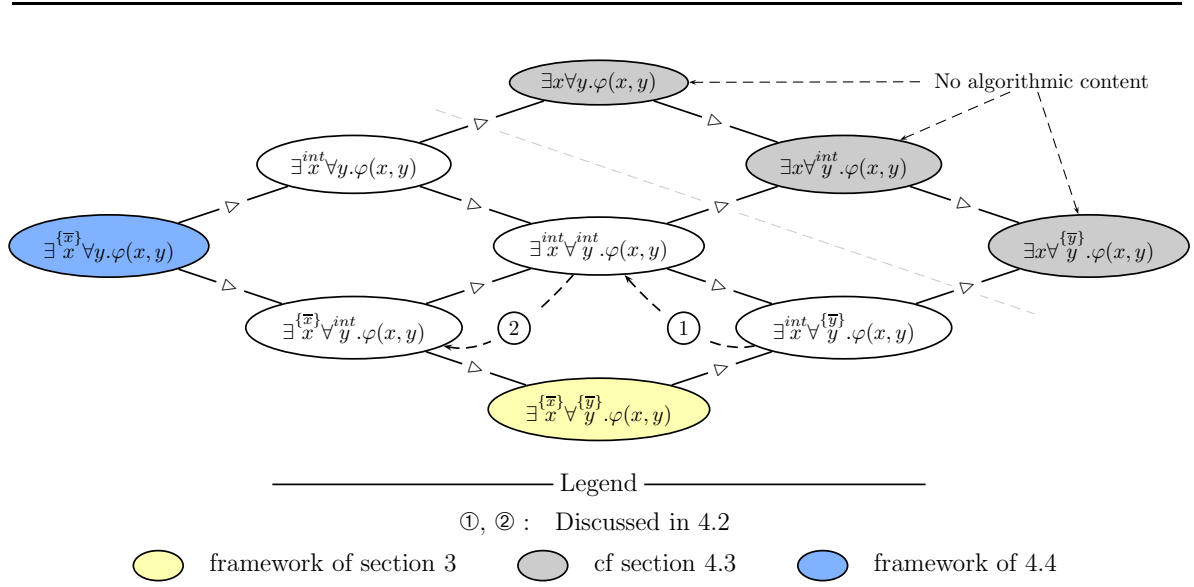 ∃x∀y.φ(x, y)
No algorithmic content
∃x^{int}∀y.φ(x, y)
∃x∀y^{int}.φ(x, y)
∃x^{\{\overline{x}\}}∀y.φ(x, y)
∃x^{int}∀y^{int}.φ(x, y)
∃x∀y^{\{\overline{y}\}}.φ(x, y)
∃x^{\{\overline{x}\}}∀y^{int}.φ(x, y)
2
1
∃x^{int}∀y^{\{\overline{y}\}}.φ(x, y)
∃x^{\{\overline{x}\}}∀y^{\{\overline{y}\}}.φ(x, y)
Legend
①, ② : Discussed in 4.2
framework of section 3
cf section 4.3
framework of 4.4